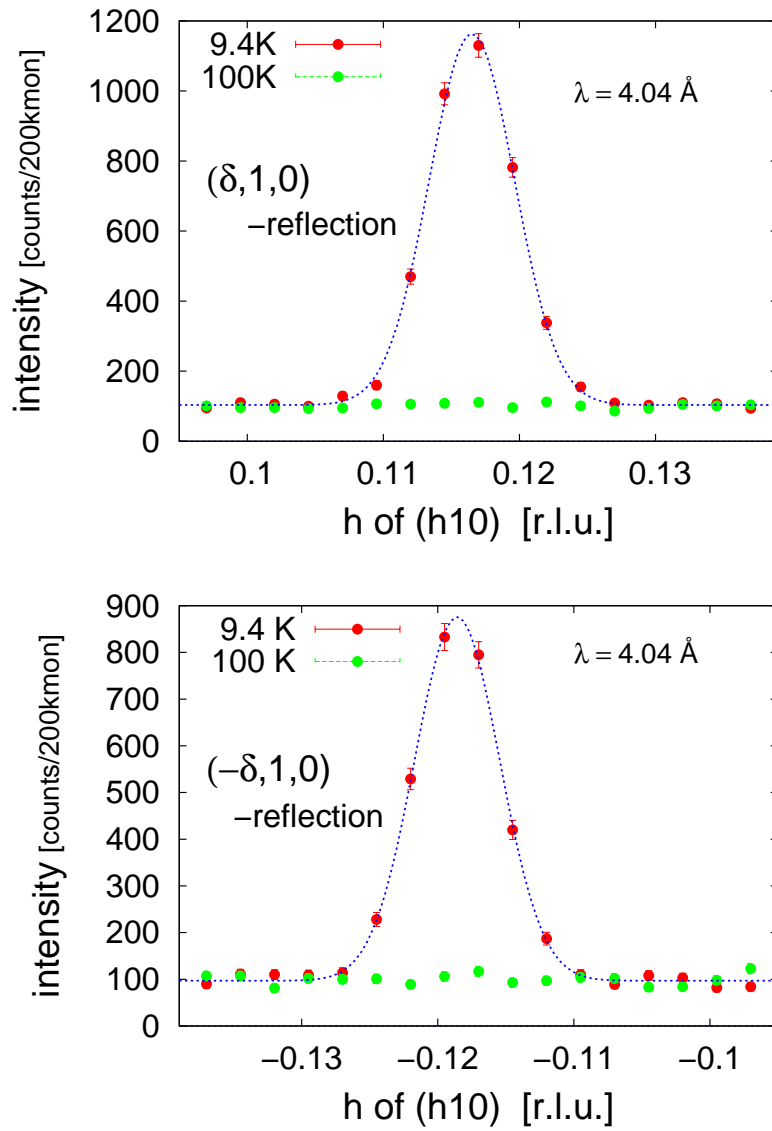 intensity [counts/200kmon]
1200
1000
800
600
400
200
0
9.4K
100K
λ = 4.04 Å
(δ,1,0)
−reflection
0.1 0.11 0.12 0.13
h of (h10) [r.l.u.]
intensity [counts/200kmon]
900
800
700
600
500
400
300
200
100
0
9.4 K
100 K
λ = 4.04 Å
(−δ,1,0)
−reflection
−0.13 −0.12 −0.11 −0.1
h of (h10) [r.l.u.]